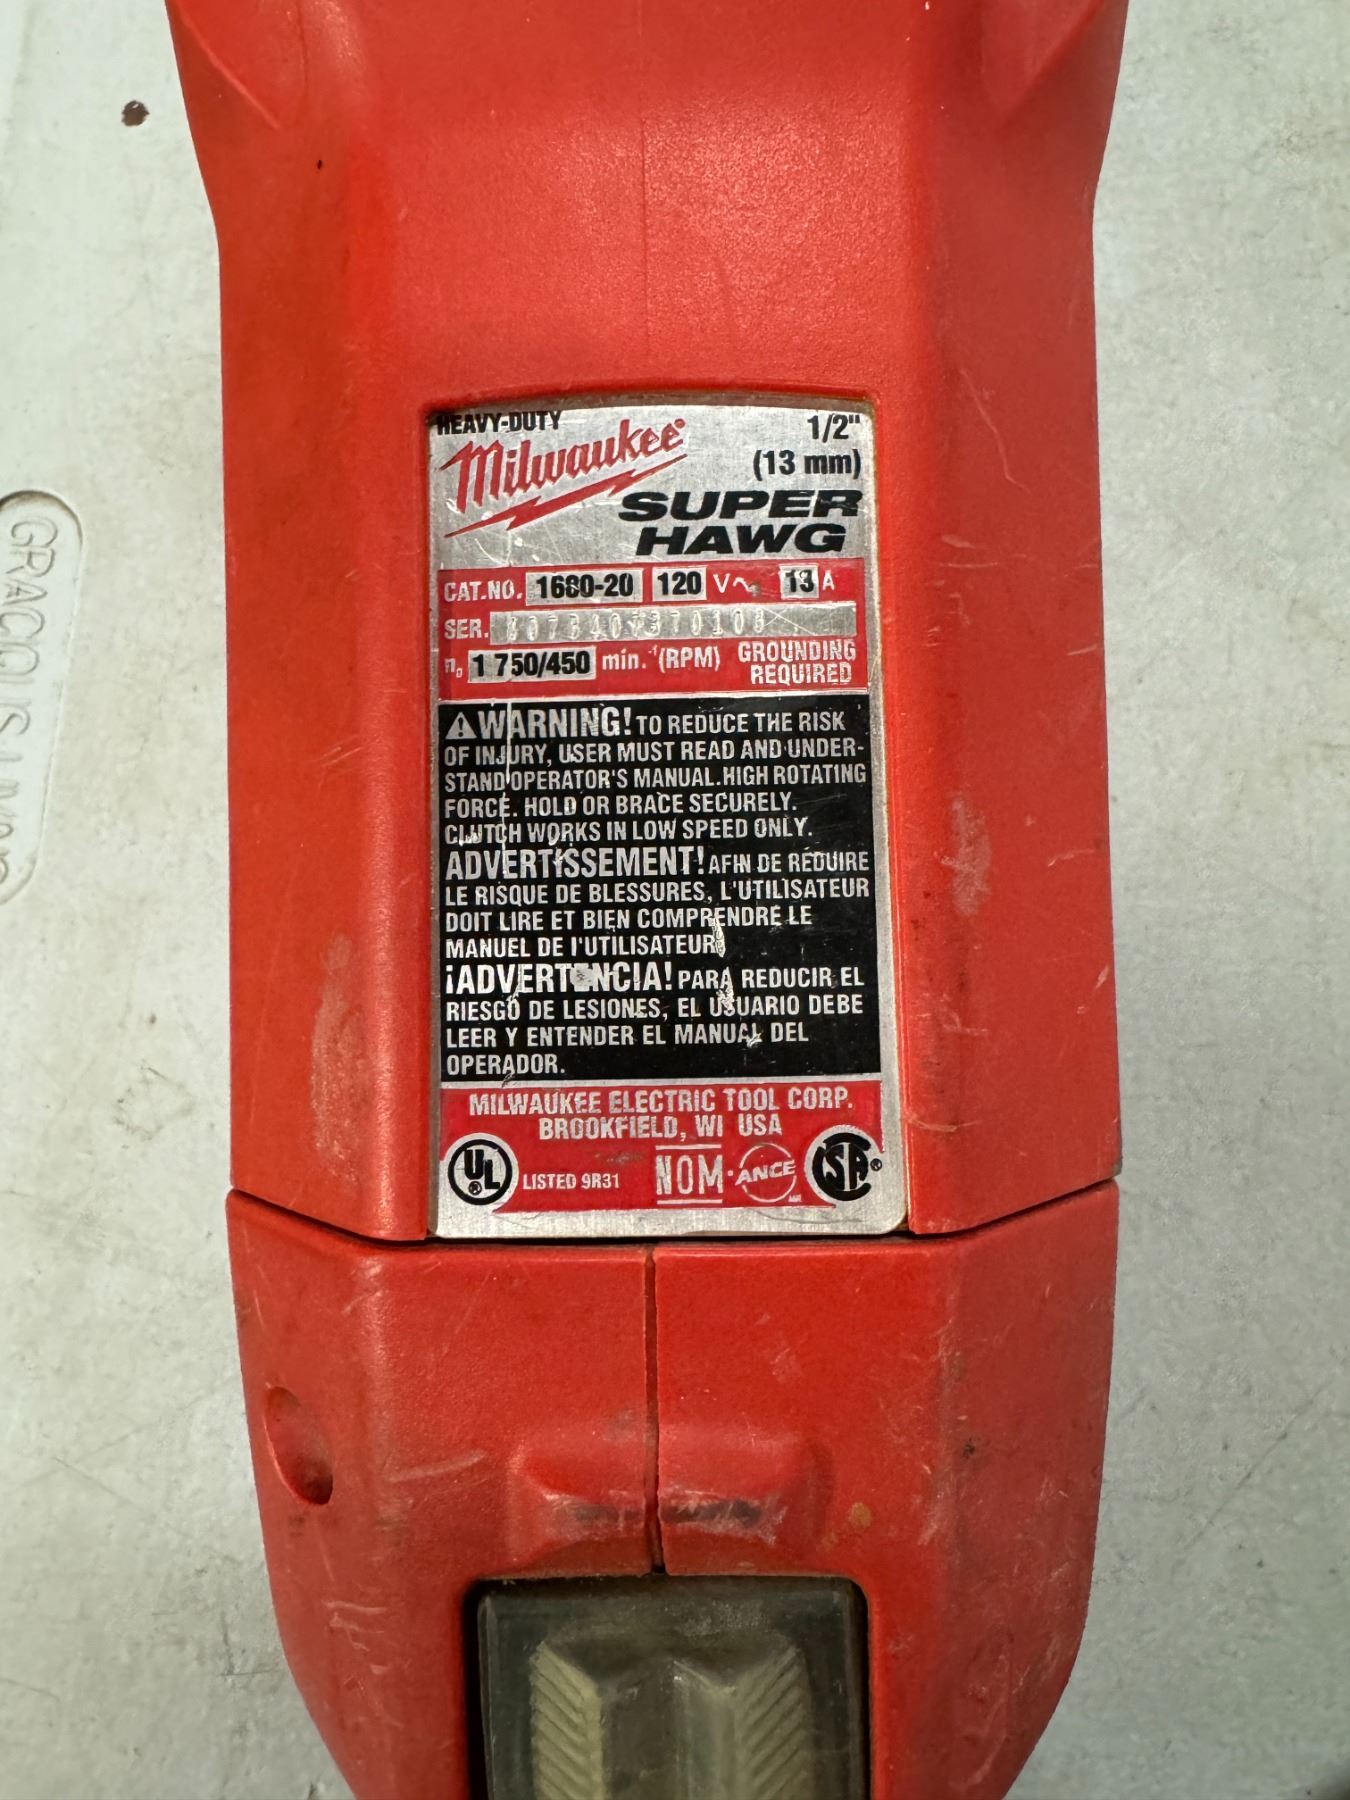 HEAVY-DUTY
Milwaukee®
1/2"
(13 mm)
SUPER
HAWG
CAT.NO. 1680-20 120 V~ 13 A
SER.
n₀ 1 750/450 min.⁻¹ (RPM) GROUNDING
REQUIRED
⚠WARNING! TO REDUCE THE RISK
OF INJURY, USER MUST READ AND UNDER-
STAND OPERATOR'S MANUAL. HIGH ROTATING
FORCE. HOLD OR BRACE SECURELY.
CLUTCH WORKS IN LOW SPEED ONLY.
ADVERTISSEMENT! AFIN DE RÉDUIRE
LE RISQUE DE BLESSURES, L'UTILISATEUR
DOIT LIRE ET BIEN COMPRENDRE LE
MANUEL DE l'UTILISATEUR.
¡ADVERTENCIA! PARA REDUCIR EL
RIESGO DE LESIONES, EL USUARIO DEBE
LEER Y ENTENDER EL MANUAL DEL
OPERADOR.
MILWAUKEE ELECTRIC TOOL CORP.
BROOKFIELD, WI USA
UL® LISTED 9R31 NOM-ANCE SA®